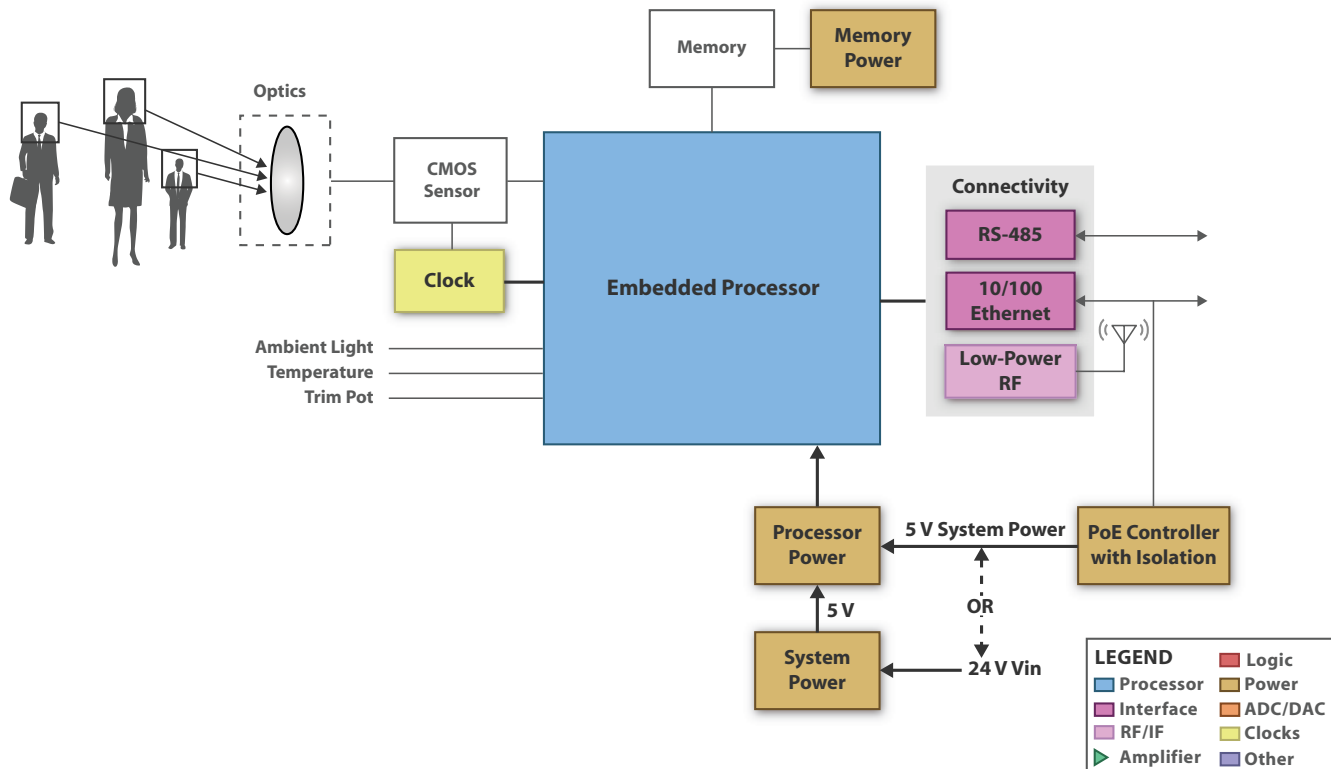 Memory
Memory
Power
Optics
CMOS
Sensor
Clock
Embedded Processor
Connectivity
RS-485
10/100
Ethernet
Low-Power
RF
Ambient Light
Temperature
Trim Pot
Processor
Power
5 V System Power
PoE Controller
with Isolation
5 V
OR
System
Power
24 V Vin
LEGEND
Processor
Interface
RF/IF
Amplifier
Logic
Power
ADC/DAC
Clocks
Other